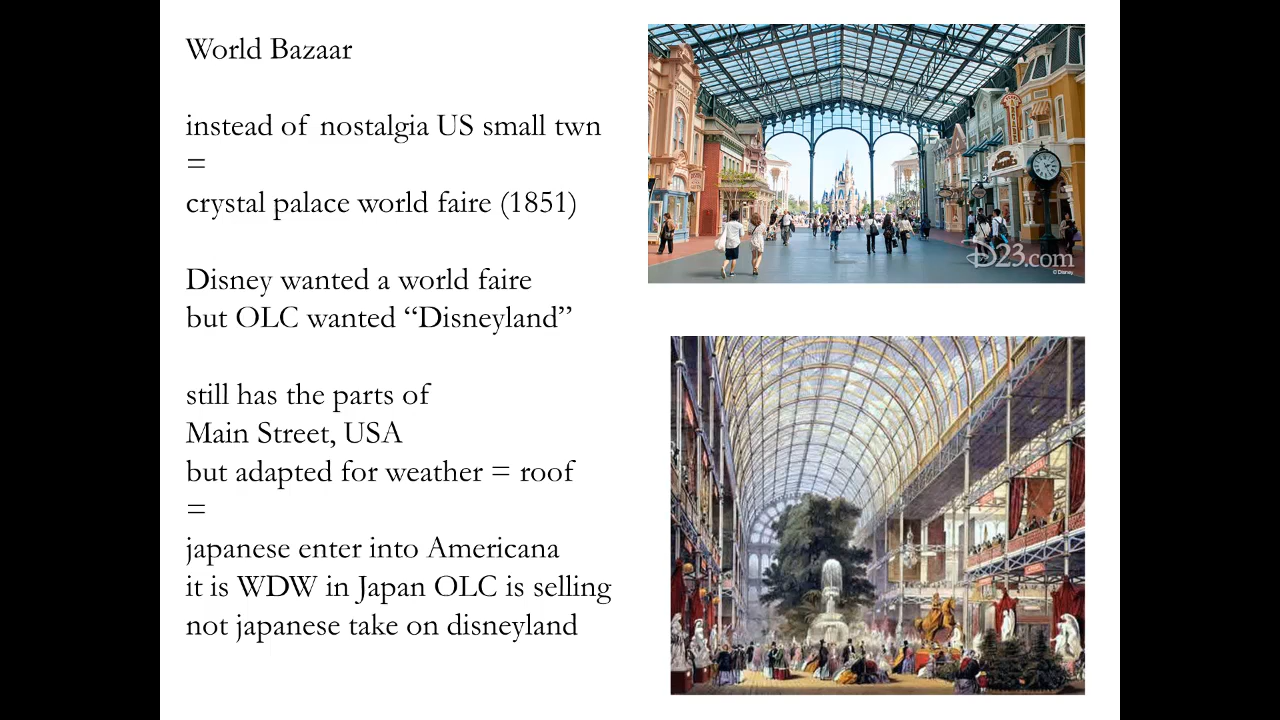 World Bazaar
instead of nostalgia US small twn
=
crystal palace world faire (1851)
Disney wanted a world faire
but OLC wanted “Disneyland”
still has the parts of
Main Street, USA
but adapted for weather = roof
=
japanese enter into Americana
it is WDW in Japan OLC is selling
not japanese take on disneyland
D23.com
© Disney